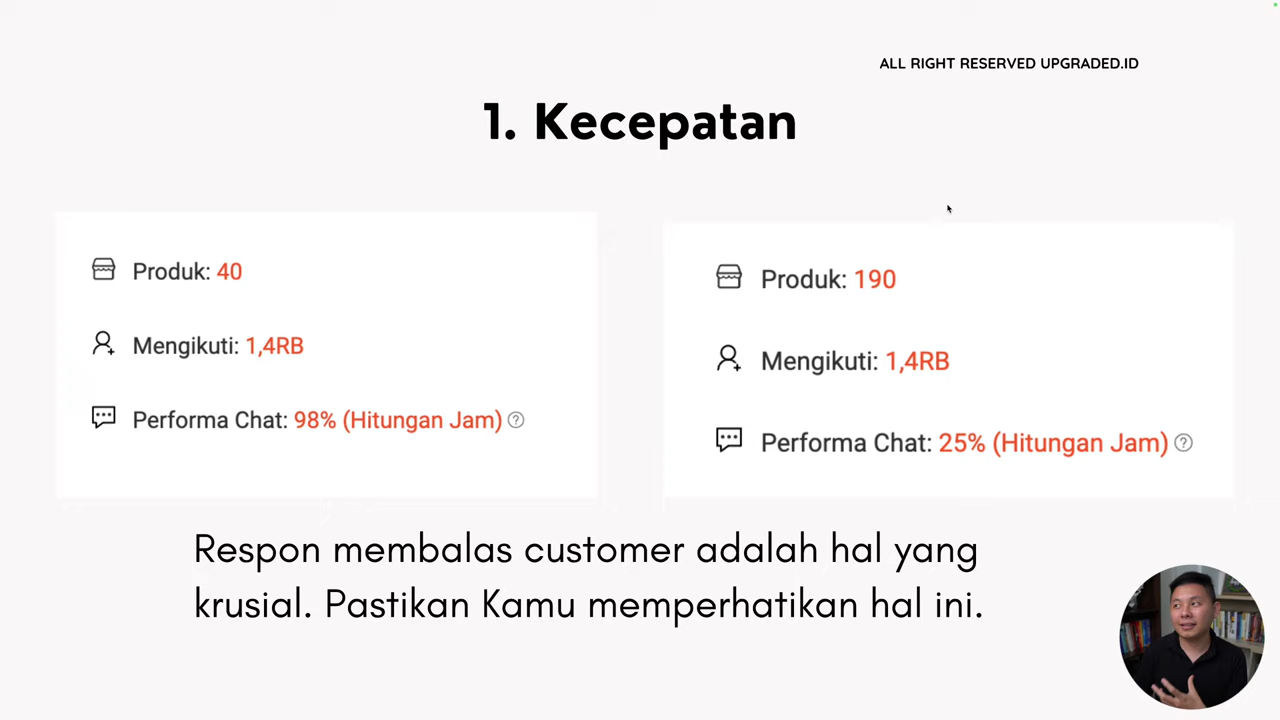 ALL RIGHT RESERVED UPGRADED.ID
1. Kecepatan
Produk: 40
Mengikuti: 1,4RB
Performa Chat: 98% (Hitungan Jam)
Produk: 190
Mengikuti: 1,4RB
Performa Chat: 25% (Hitungan Jam)
Respon membalas customer adalah hal yang
krusial. Pastikan Kamu memperhatikan hal ini.